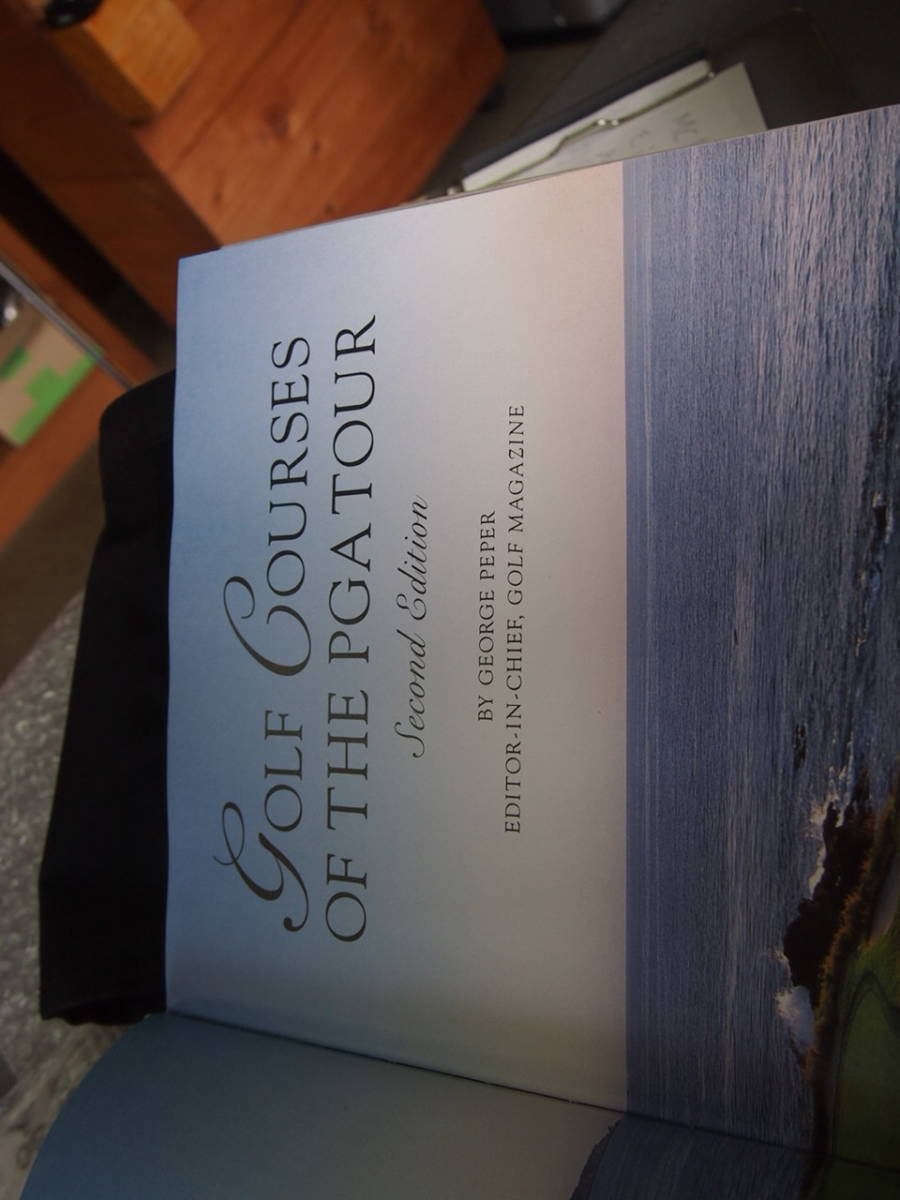 GOLF COURSES
OF THE PGA TOUR
Second Edition
BY GEORGE PEPER
EDITOR-IN-CHIEF, GOLF MAGAZINE